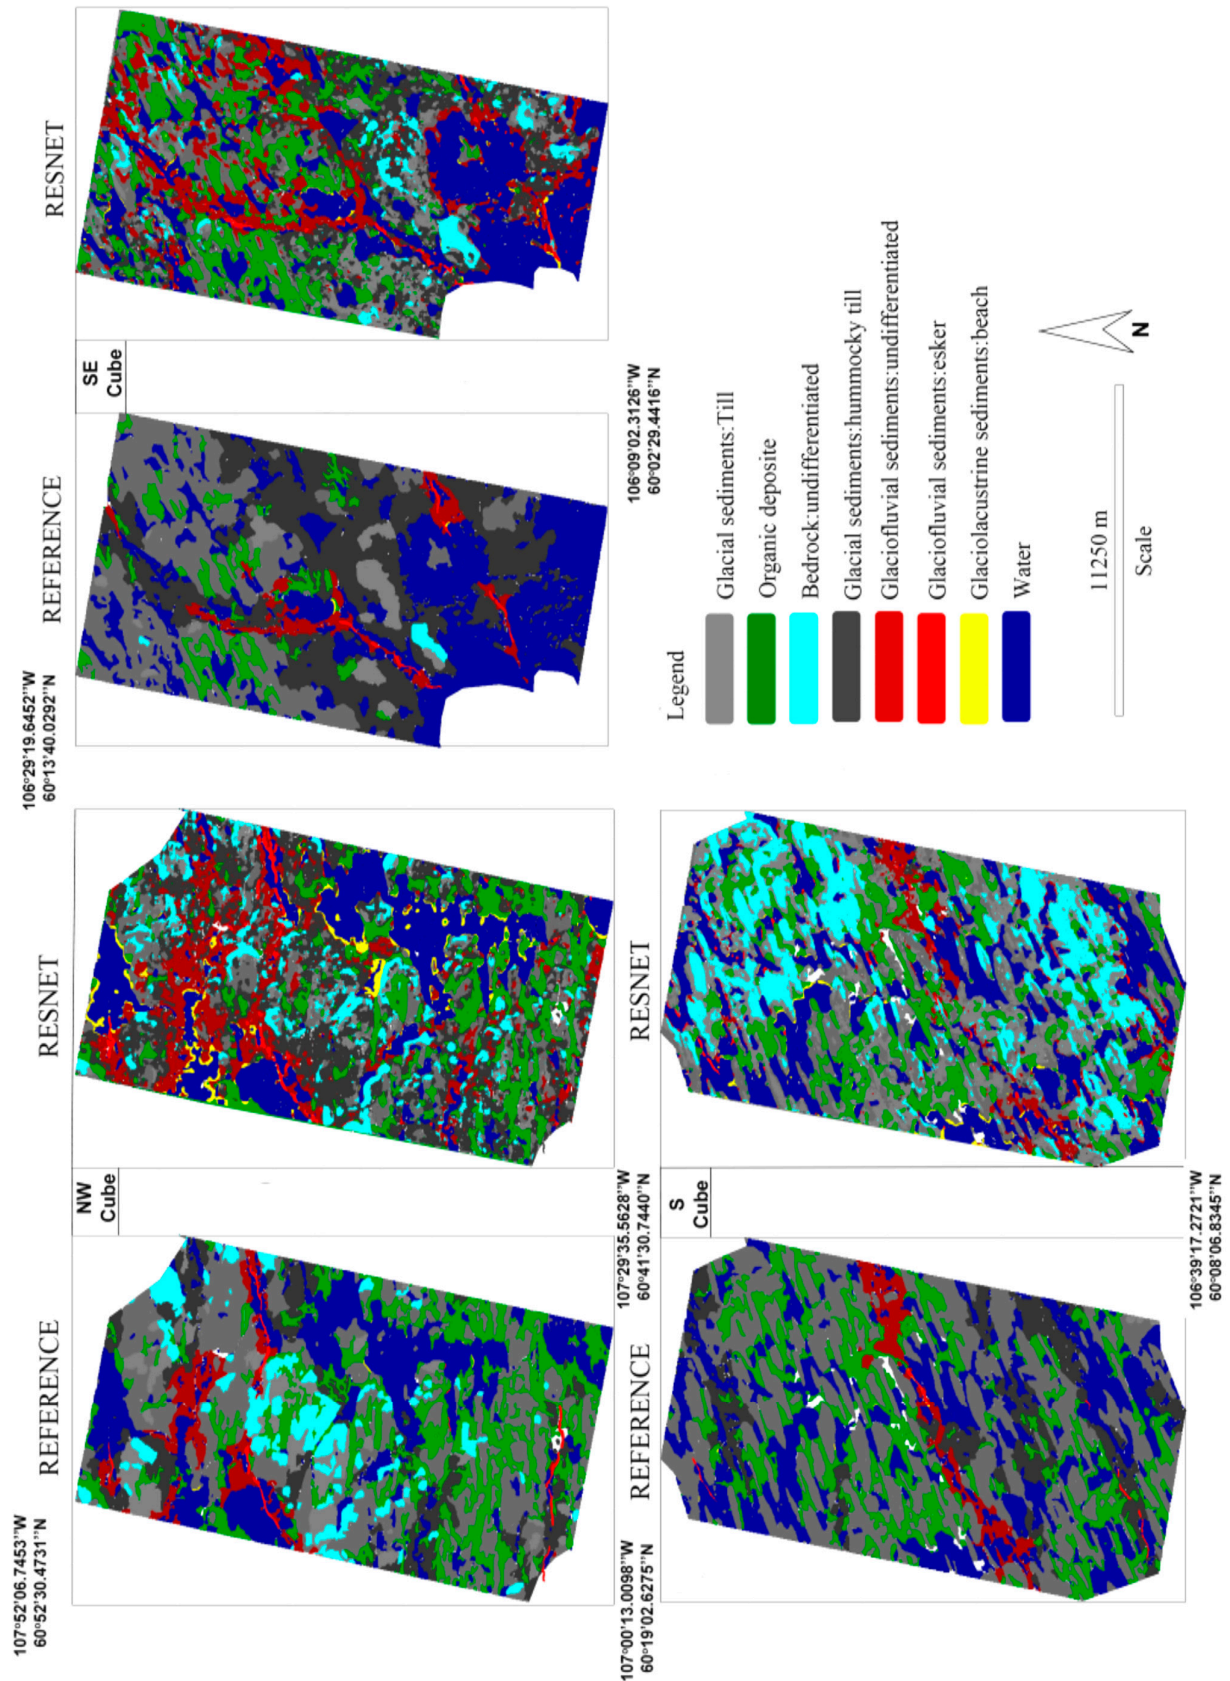 107°52'06.7453"W
60°52'30.4731"N
REFERENCE
NW
Cube
RESNET
107°29'35.5628"W
60°41'30.7440"N
106°29'19.6452"W
60°13'40.0292"N
REFERENCE
SE
Cube
RESNET
106°09'02.3126"W
60°02'29.4416"N
107°00'13.0098"W
60°19'02.6275"N
REFERENCE
S
Cube
RESNET
106°39'17.2721"W
60°08'06.8345"N
Legend
Glacial sediments:Till
Organic deposite
Bedrock:undifferentiated
Glacial sediments:hummocky till
Glaciofluvial sediments:undifferentiated
Glaciofluvial sediments:esker
Glaciolacustrine sediments:beach
Water
11250 m
Scale
N